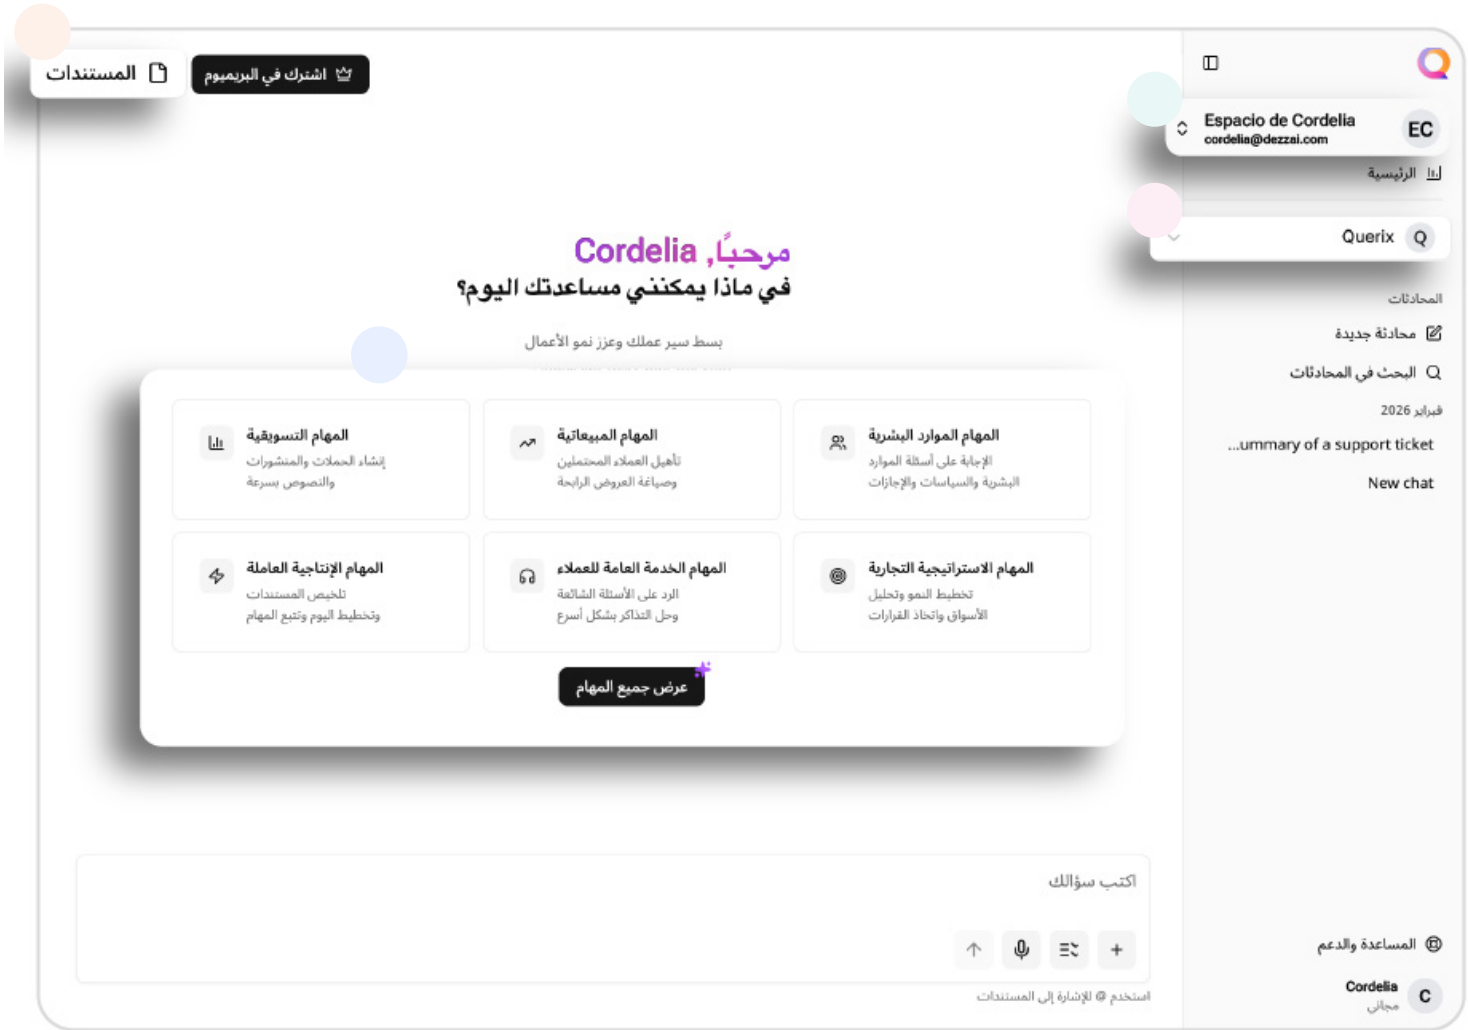 المستندات
اشترك في البريميوم
Espacio de Cordelia
cordelia@dezzai.com
EC
الرئيسية
Querix
Q
المحادثات
محادثة جديدة
البحث في المحادثات
فبراير 2026
...ummary of a support ticket
New chat
مرحبًا, Cordelia
في ماذا يمكنني مساعدتك اليوم؟
بسط سير عملك وعزز نمو الأعمال
المهام الموارد البشرية
الإجابة على أسئلة الموارد
البشرية والسياسات والإجازات
المهام المبيعاتية
تأهيل العملاء المحتملين
وصياغة العروض الرابحة
المهام التسويقية
إنشاء الحملات والمنشورات
والنصوص بسرعة
المهام الاستراتيجية التجارية
تخطيط النمو وتحليل
الأسواق واتخاذ القرارات
المهام الخدمة العامة للعملاء
الرد على الأسئلة الشائعة
وحل التذاكر بشكل أسرع
المهام الإنتاجية العاملة
تلخيص المستندات
وتخطيط اليوم وتتبع المهام
عرض جميع المهام
اكتب سؤالك
استخدم @ للإشارة إلى المستندات
المساعدة والدعم
Cordelia
مجاني
C